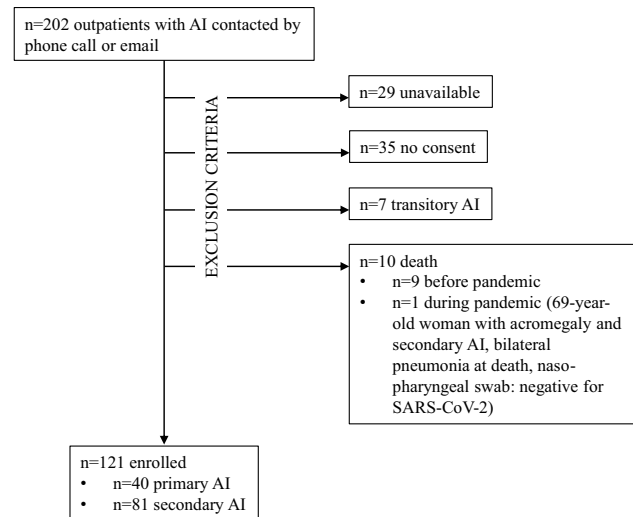 n=202 outpatients with AI contacted by
phone call or email
EXCLUSION CRITERIA
n=29 unavailable
n=35 no consent
n=7 transitory AI
n=10 death
• n=9 before pandemic
• n=1 during pandemic (69-year-
old woman with acromegaly and
secondary AI, bilateral
pneumonia at death, naso-
pharyngeal swab: negative for
SARS-CoV-2)
n=121 enrolled
• n=40 primary AI
• n=81 secondary AI